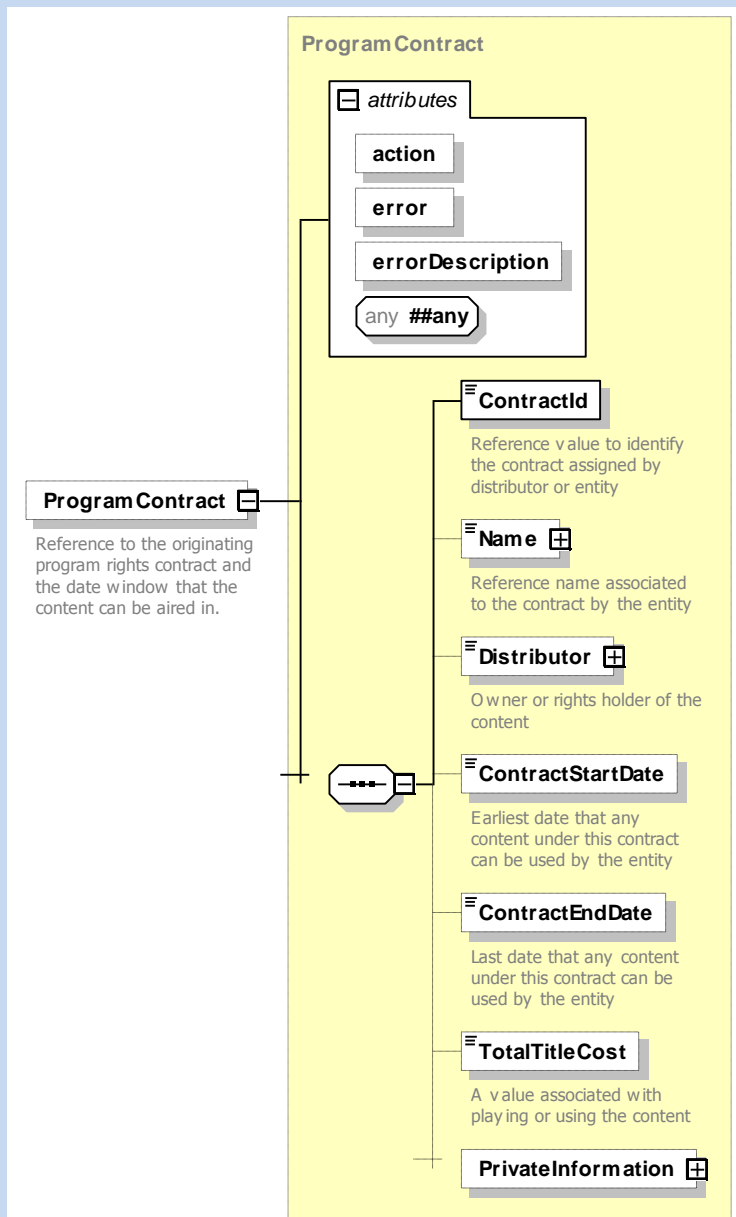 ProgramContract
attributes
action
error
errorDescription
any ##any
ContractId
Reference value to identify
the contract assigned by
distributor or entity
ProgramContract
Reference to the originating
program rights contract and
the date window that the
content can be aired in.
Name
Reference name associated
to the contract by the entity
Distributor
Owner or rights holder of the
content
ContractStartDate
Earliest date that any
content under this contract
can be used by the entity
ContractEndDate
Last date that any content
under this contract can be
used by the entity
TotalTitleCost
A value associated with
playing or using the content
PrivateInformation